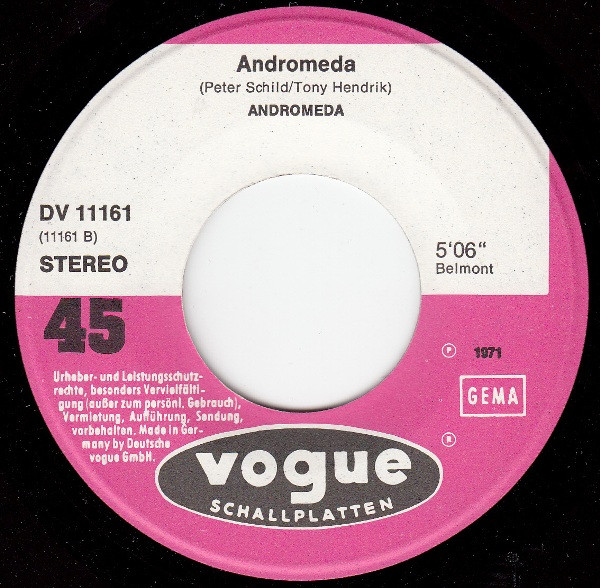 Andromeda
(Peter Schild/Tony Hendrik)
ANDROMEDA
DV 11161
(11161 B)
STEREO
5'06"
Belmont
45
℗ 1971
GEMA
®
Urheber- und Leistungsschutz-
rechte, besonders Vervielfälti-
gung (außer zum persönl. Gebrauch),
Vermietung, Aufführung, Sendung,
vorbehalten. Made in Ger-
many by Deutsche
vogue GmbH.
vogue
SCHALLPLATTEN